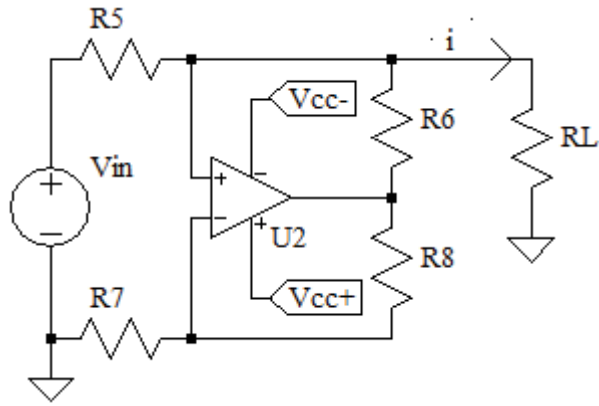 R5
i
Vcc-
R6
RL
Vin
+
−
+
−
−
+
U2
R8
R7
Vcc+